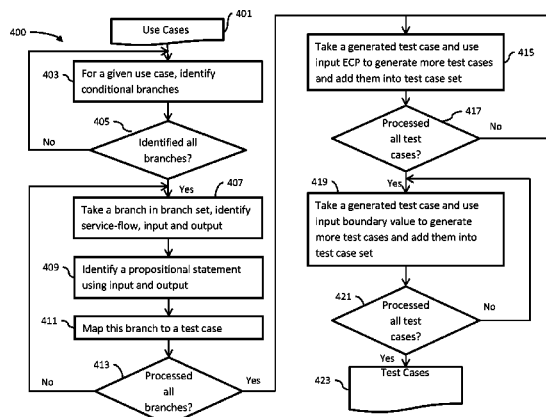 400
Use Cases
401
403
For a given use case, identify
conditional branches
405
Identified all
branches?
No
Yes
407
Take a branch in branch set, identify
service-flow, input and output
409
Identify a propositional statement
using input and output
411
Map this branch to a test case
413
Processed
all
branches?
No
Yes
Take a generated test case and use
input ECP to generate more test cases
and add them into test case set
415
417
Processed
all test
cases?
No
Yes
419
Take a generated test case and use
input boundary value to generate
more test cases and add them into
test case set
421
Processed
all test
cases?
No
Yes
Test Cases
423